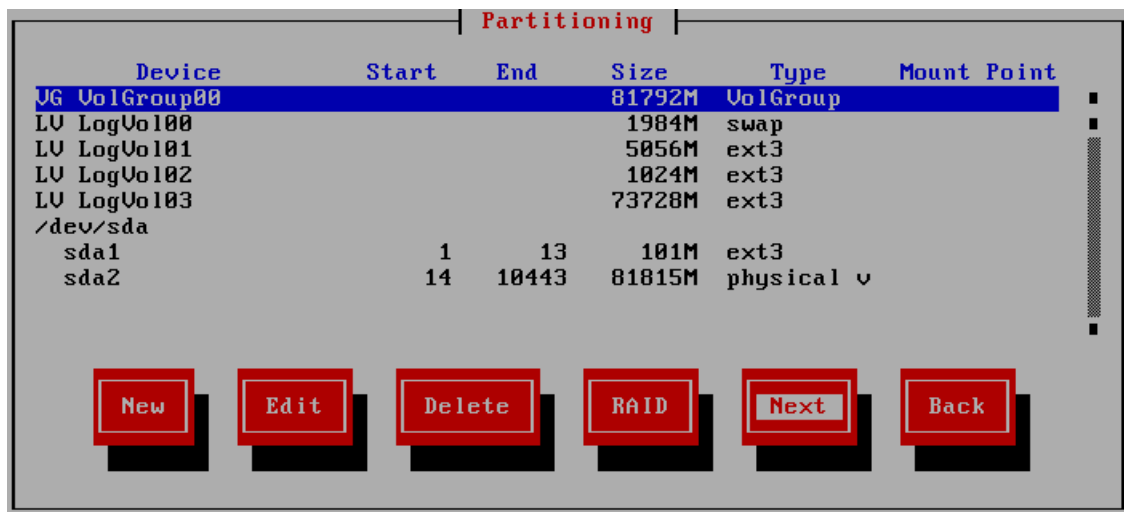 Partitioning
Device Start End Size Type Mount Point
VG VolGroup00 81792M VolGroup
LV LogVol00 1984M swap
LV LogVol01 5056M ext3
LV LogVol02 1024M ext3
LV LogVol03 73728M ext3
/dev/sda
sda1 1 13 101M ext3
sda2 14 10443 81815M physical v
New Edit Delete RAID Next Back